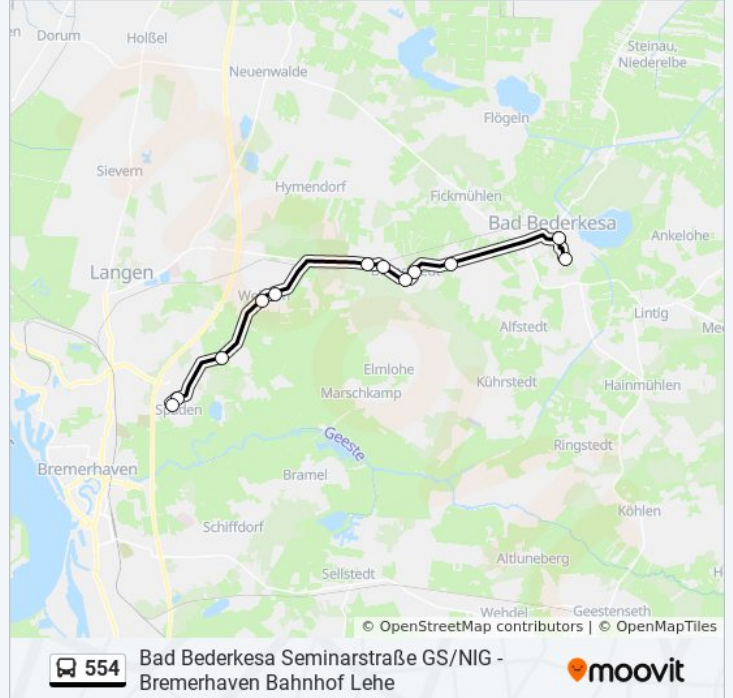 Dorum
Holßel
Steinau,
Niederelbe
Neuenwalde
Flögeln
Sievern
Hymendorf
Fickmühlen
Bad Bederkesa
Ankelohe
Langen
Lintig
Alfstedt
Elmlohe
Kührstedt
Hainmühlen
Marschkamp
Spaden
Geeste
Ringstedt
Bremerhaven
Bramel
Köhlen
Schiffdorf
Altluneberg
Sellstedt
Wehdel
Geestenseth
© OpenStreetMap contributors | © OpenMapTiles
554
Bad Bederkesa Seminarstraße GS/NIG -
Bremerhaven Bahnhof Lehe
moovit